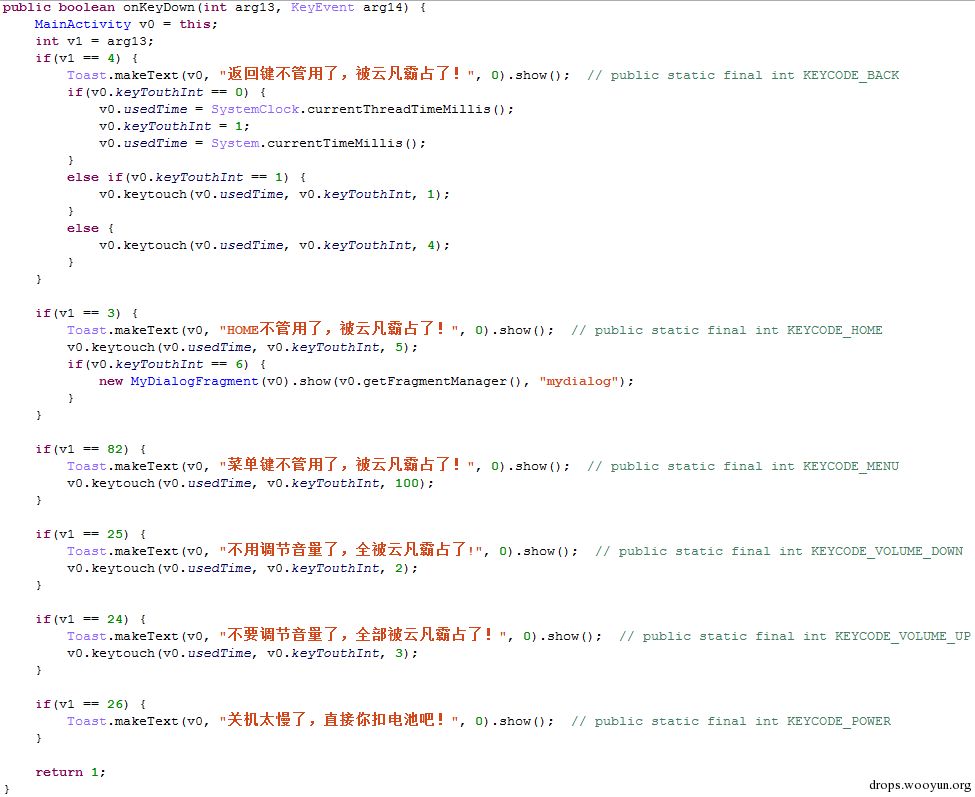 public boolean onKeyDown(int arg13, KeyEvent arg14) {
    MainActivity v0 = this;
    int v1 = arg13;
    if(v1 == 4) {
        Toast.makeText(v0, "返回键不管用了，被云凡霸占了！", 0).show();  // public static final int KEYCODE_BACK
        if(v0.keyTouthInt == 0) {
            v0.usedTime = SystemClock.currentThreadTimeMillis();
            v0.keyTouthInt = 1;
            v0.usedTime = System.currentTimeMillis();
        }
        else if(v0.keyTouthInt == 1) {
            v0.keytouch(v0.usedTime, v0.keyTouthInt, 1);
        }
        else {
            v0.keytouch(v0.usedTime, v0.keyTouthInt, 4);
        }
    }

    if(v1 == 3) {
        Toast.makeText(v0, "HOME不管用了，被云凡霸占了！", 0).show();  // public static final int KEYCODE_HOME
        v0.keytouch(v0.usedTime, v0.keyTouthInt, 5);
        if(v0.keyTouthInt == 6) {
            new MyDialogFragment(v0).show(v0.getFragmentManager(), "mydialog");
        }
    }

    if(v1 == 82) {
        Toast.makeText(v0, "菜单键不管用了，被云凡霸占了！", 0).show();  // public static final int KEYCODE_MENU
        v0.keytouch(v0.usedTime, v0.keyTouthInt, 100);
    }

    if(v1 == 25) {
        Toast.makeText(v0, "不用调节音量了，全被云凡霸占了!", 0).show();  // public static final int KEYCODE_VOLUME_DOWN
        v0.keytouch(v0.usedTime, v0.keyTouthInt, 2);
    }

    if(v1 == 24) {
        Toast.makeText(v0, "不要调节音量了，全部被云凡霸占了！", 0).show();  // public static final int KEYCODE_VOLUME_UP
        v0.keytouch(v0.usedTime, v0.keyTouthInt, 3);
    }

    if(v1 == 26) {
        Toast.makeText(v0, "关机太慢了，直接你扣电池吧！", 0).show();  // public static final int KEYCODE_POWER
    }

    return 1;
}
drops.wooyun.org